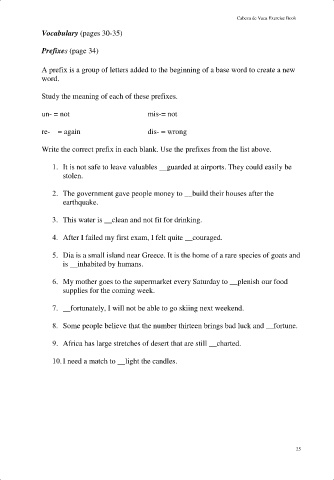 Cabeza de Vaca Exercise Book
Vocabulary (pages 30-35)
Prefixes (page 34)
A prefix is a group of letters added to the beginning of a base word to create a new
word.
Study the meaning of each of these prefixes.
un- = not mis-= not
re- = again dis- = wrong
Write the correct prefix in each blank. Use the prefixes from the list above.
1. It is not safe to leave valuables __guarded at airports. They could easily be
stolen.
2. The government gave people money to __build their houses after the
earthquake.
3. This water is __clean and not fit for drinking.
4. After I failed my first exam, I felt quite __couraged.
5. Dia is a small island near Greece. It is the home of a rare species of goats and
is __inhabited by humans.
6. My mother goes to the supermarket every Saturday to __plenish our food
supplies for the coming week.
7. __fortunately, I will not be able to go skiing next weekend.
8. Some people believe that the number thirteen brings bad luck and __fortune.
9. Africa has large stretches of desert that are still __charted.
10. I need a match to __light the candles.